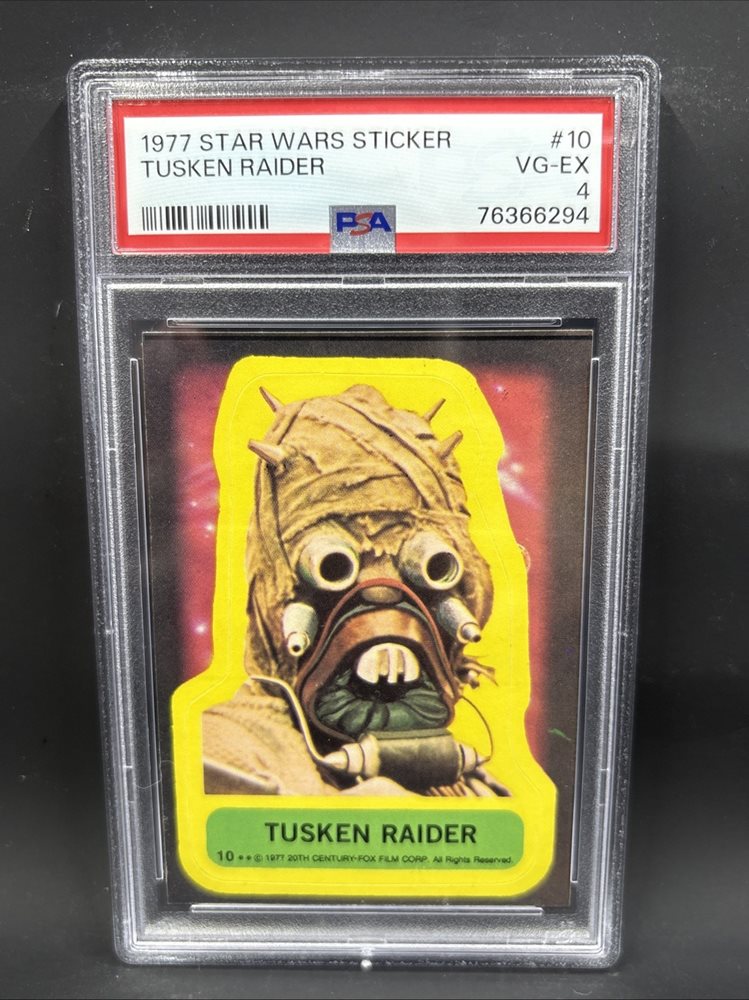 1977 STAR WARS STICKER #10
TUSKEN RAIDER VG-EX
4
PSA 76366294
TUSKEN RAIDER
10 ** © 1977 20TH CENTURY-FOX FILM CORP. All Rights Reserved.